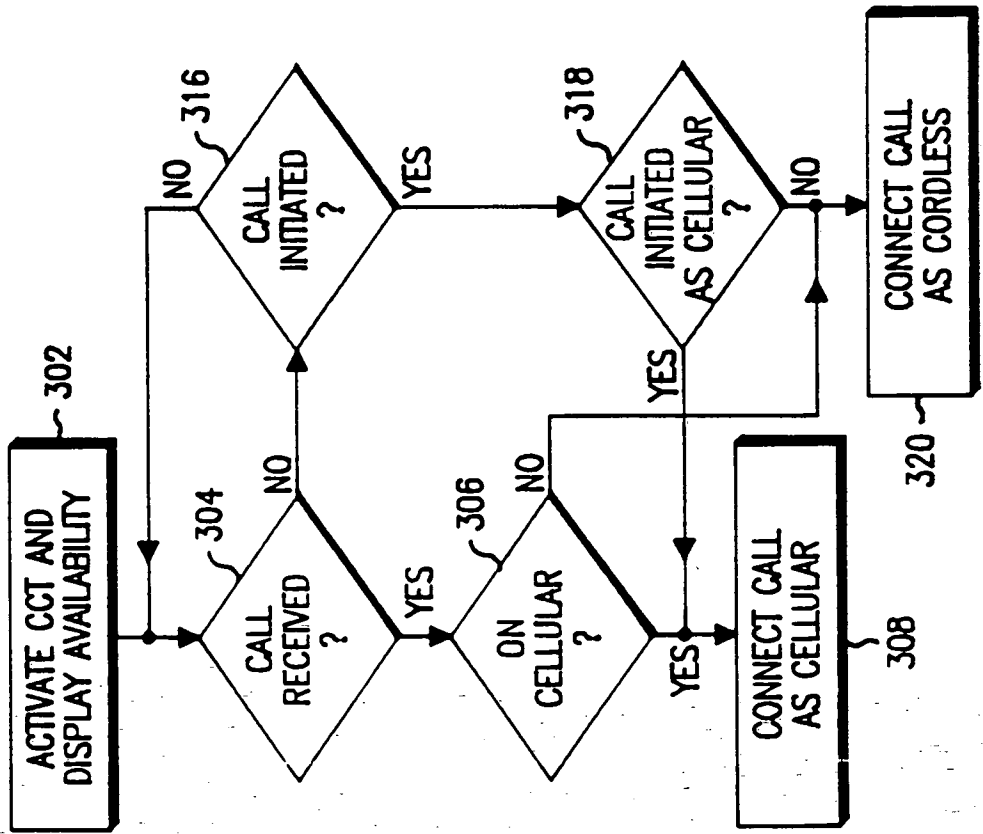 ACTIVATE CCT AND
DISPLAY AVAILABILITY
302
CALL
RECEIVED
?
304
NO
YES
CALL
INITIATED
?
316
NO
YES
ON
CELLULAR
?
306
NO
YES
CALL
INITIATED
AS CELLULAR
?
318
YES
NO
CONNECT CALL
AS CELLULAR
308
CONNECT CALL
AS CORDLESS
320